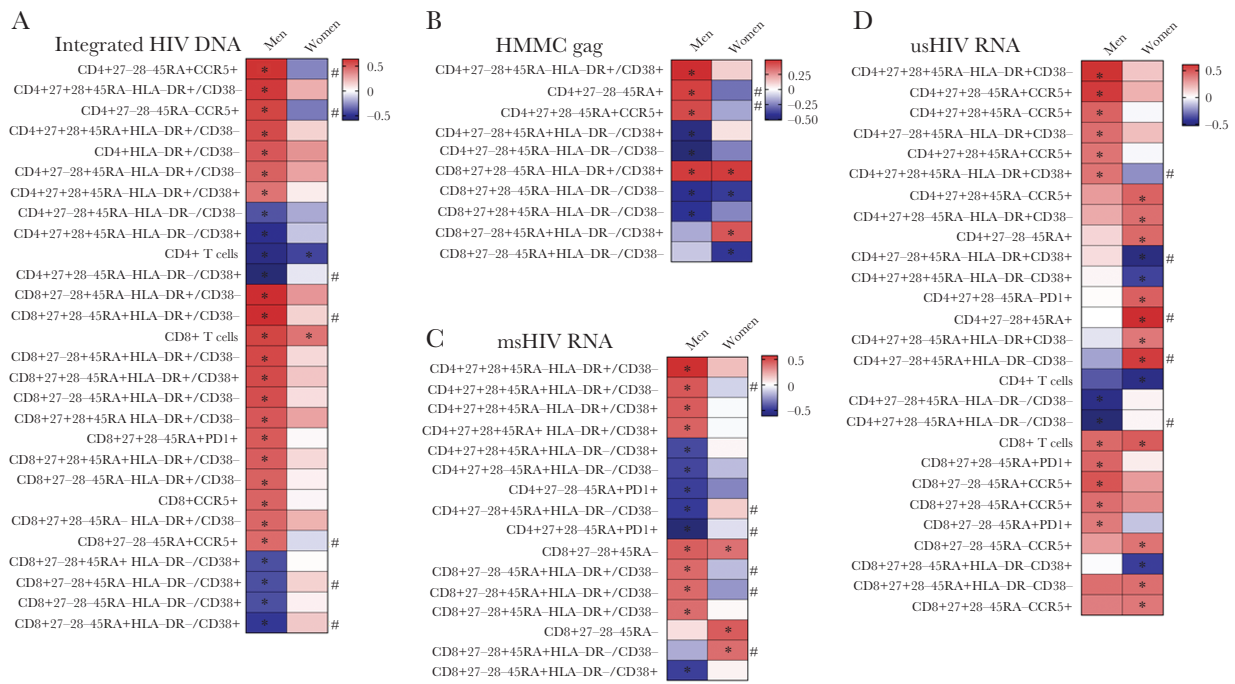 A
Integrated HIV DNA
Men
Women
CD4+27–28–45RA+CCR5+ * #
CD4+27+28–45RA–HLA–DR+/CD38– *
CD4+27–28–45RA–CCR5+ * #
CD4+27+28+45RA+HLA–DR+/CD38– *
CD4+HLA–DR+/CD38– *
CD4+27–28+45RA–HLA–DR+/CD38– *
CD4+27+28+45RA–HLA–DR+/CD38+ *
CD4+27–28+45RA–HLA–DR–/CD38– *
CD4+27+28+45RA–HLA–DR–/CD38+ *
CD4+ T cells * *
CD4+27+28–45RA–HLA–DR–/CD38+ * #
CD8+27–28+45RA–HLA–DR+/CD38– *
CD8+27+28–45RA–HLA–DR+/CD38– * #
CD8+ T cells * *
CD8+27–28+45RA+HLA–DR+/CD38– *
CD8+27+28–45RA+HLA–DR+/CD38+ *
CD8+27–28–45RA–HLA–DR+/CD38– *
CD8+27+28+45RA HLA–DR+/CD38– *
CD8+27+28–45RA+PD1+ *
CD8+27+28+45RA+HLA–DR+/CD38– *
CD8+27–28–45RA–HLA–DR–/CD38– *
CD8+CCR5+ *
CD8+27+28–45RA– HLA–DR+/CD38– *
CD8+27–28–45RA+CCR5+ * #
CD8+27–28+45RA+ HLA–DR–/CD38– *
CD8+27–28+45RA–HLA–DR–/CD38+ * #
CD8+27–28–45RA–HLA–DR–/CD38+ *
CD8+27–28–45RA+HLA–DR–/CD38+ * #
0.5
0
–0.5
B
HMMC gag
Men
Women
CD4+27–28+45RA–HLA–DR+/CD38+ *
CD4+27–28–45RA+ * #
CD4+27+28–45RA+CCR5+ * #
CD4+27–28+45RA+HLA–DR–/CD38+ *
CD4+27–28–45RA–HLA–DR–/CD38– *
CD8+27+28–45RA–HLA–DR+/CD38+ * *
CD8+27–28–45RA–HLA–DR–/CD38– * *
CD8+27–28+45RA–HLA–DR–/CD38– *
CD8+27–28–45RA+HLA–DR+/CD38+ *
CD8+27–28–45RA+HLA–DR–/CD38– *
0.25
0
–0.25
–0.50
C
msHIV RNA
Men
Women
CD4+27+28+45RA–HLA–DR+/CD38– *
CD4+27+28–45RA+HLA–DR+/CD38– * #
CD4+27+28+45RA–HLA–DR+/CD38+ *
CD4+27+28+45RA+ HLA–DR+/CD38+ *
CD4+27–28+45RA+HLA–DR–/CD38+ *
CD4+27–28–45RA+HLA–DR–/CD38– *
CD4+27–28–45RA+PD1+ *
CD4+27–28+45RA+HLA–DR–/CD38– * #
CD4+27+28–45RA+PD1+ * #
CD8+27–28+45RA– * *
CD8+27–28+45RA+HLA–DR+/CD38– * #
CD8+27–28–45RA+HLA–DR+/CD38– * #
CD8+27–28+45RA–HLA–DR+/CD38– *
CD8+27–28–45RA– *
CD8+27–28+45RA+HLA–DR–/CD38– * #
CD8+27–28–45RA+HLA–DR–/CD38+ *
0.5
0
–0.5
D
usHIV RNA
Men
Women
CD4+27–28+45RA–HLA–DR+CD38– *
CD4+27–28–45RA+CCR5+ *
CD4+27+28–45RA–CCR5+ *
CD4+27–28–45RA–HLA–DR+CD38– *
CD4+27+28+45RA+CCR5+ *
CD4+27+28+45RA–HLA–DR+CD38+ * #
CD4+27–28+45RA–CCR5+ *
CD4+27+28–45RA–HLA–DR+CD38– *
CD4+27–28–45RA+ *
CD4+27–28+45RA+HLA–DR–CD38+ * #
CD4+27+28+45RA+HLA–DR–CD38+ *
CD4+27+28–45RA–PD1+ *
CD4+27–28+45RA+ * #
CD4+27–28+45RA+HLA–DR+CD38– *
CD4+27–28–45RA+HLA–DR–CD38– * #
CD4+ T cells *
CD4+27–28–45RA–HLA–DR–/CD38– *
CD4+27–28+45RA–HLA–DR–/CD38– * #
CD8+ T cells * *
CD8+27+28–45RA+PD1+ *
CD8+27–28–45RA+CCR5+ *
CD8+27+28–45RA+CCR5+ *
CD8+27–28–45RA+PD1+ *
CD8+27–28–45RA–CCR5+ *
CD8+27+28–45RA+HLA–DR–CD38+ *
CD8+27–28–45RA+HLA–DR–CD38– *
CD8+27+28–45RA–CCR5+ *
0.5
0
–0.5